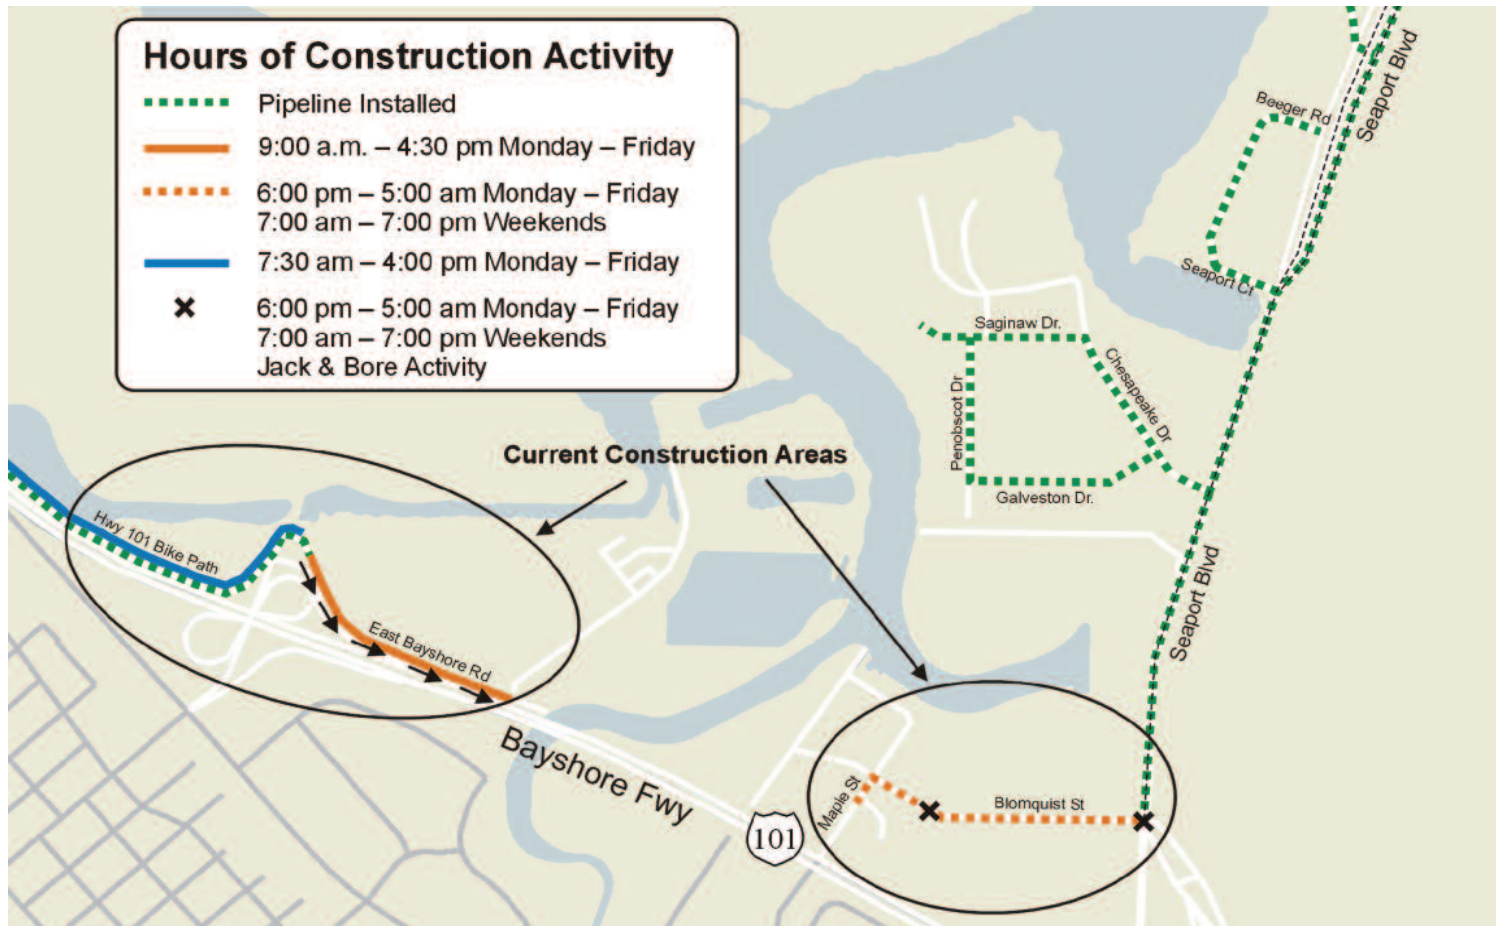 Hours of Construction Activity
Pipeline Installed
9:00 a.m. – 4:30 pm Monday – Friday
6:00 pm – 5:00 am Monday – Friday
7:00 am – 7:00 pm Weekends
7:30 am – 4:00 pm Monday – Friday
6:00 pm – 5:00 am Monday – Friday
7:00 am – 7:00 pm Weekends
Jack & Bore Activity
Seaport Blvd
Beeger Rd
Seaport Ct
Saginaw Dr.
Chesapeake Dr
Penobscot Dr
Galveston Dr.
Current Construction Areas
Hwy 101 Bike Path
East Bayshore Rd
Seaport Blvd
Bayshore Fwy
101
Maple St
Blomquist St